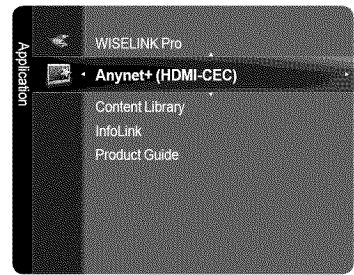 Application
WISELINK Pro
Anynet+ (HDMI-CEC)
Content Library
InfoLink
Product Guide